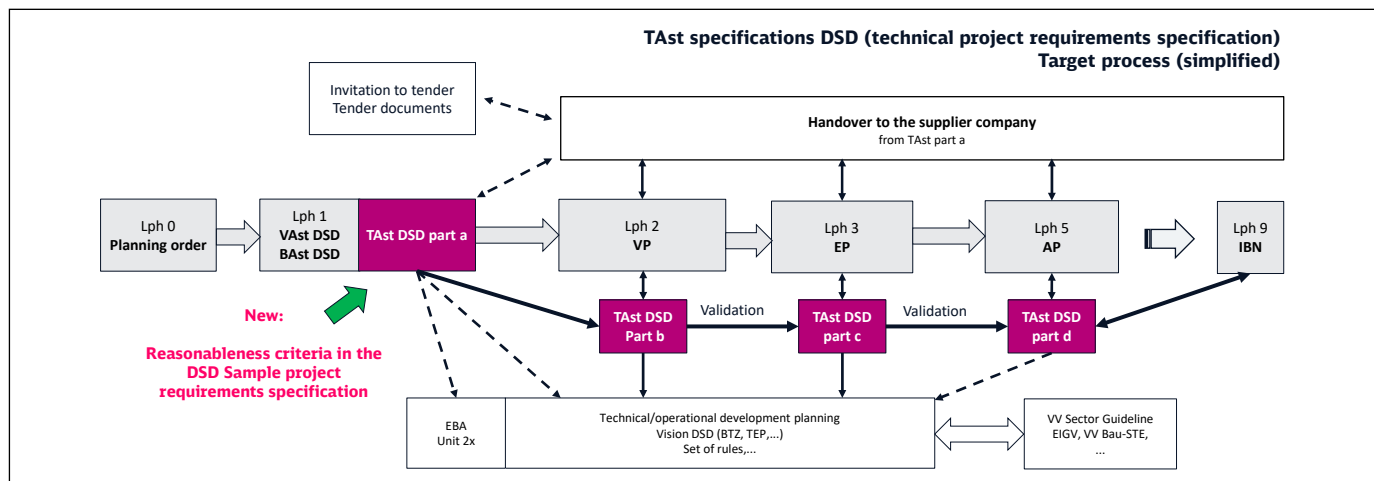 TAst specifications DSD (technical project requirements specification)
Target process (simplified)
Invitation to tender
Tender documents
Handover to the supplier company
from TAst part a
Lph 0
Planning order
Lph 1
VAst DSD
BAst DSD
TAst DSD part a
Lph 2
VP
Lph 3
EP
Lph 5
AP
Lph 9
IBN
New:
Reasonableness criteria in the
DSD Sample project
requirements specification
TAst DSD
Part b
Validation
TAst DSD
part c
Validation
TAst DSD
part d
EBA
Unit 2x
Technical/operational development planning
Vision DSD (BTZ, TEP,...)
Set of rules,...
VV Sector Guideline
EIGV, VV Bau-STE,
...